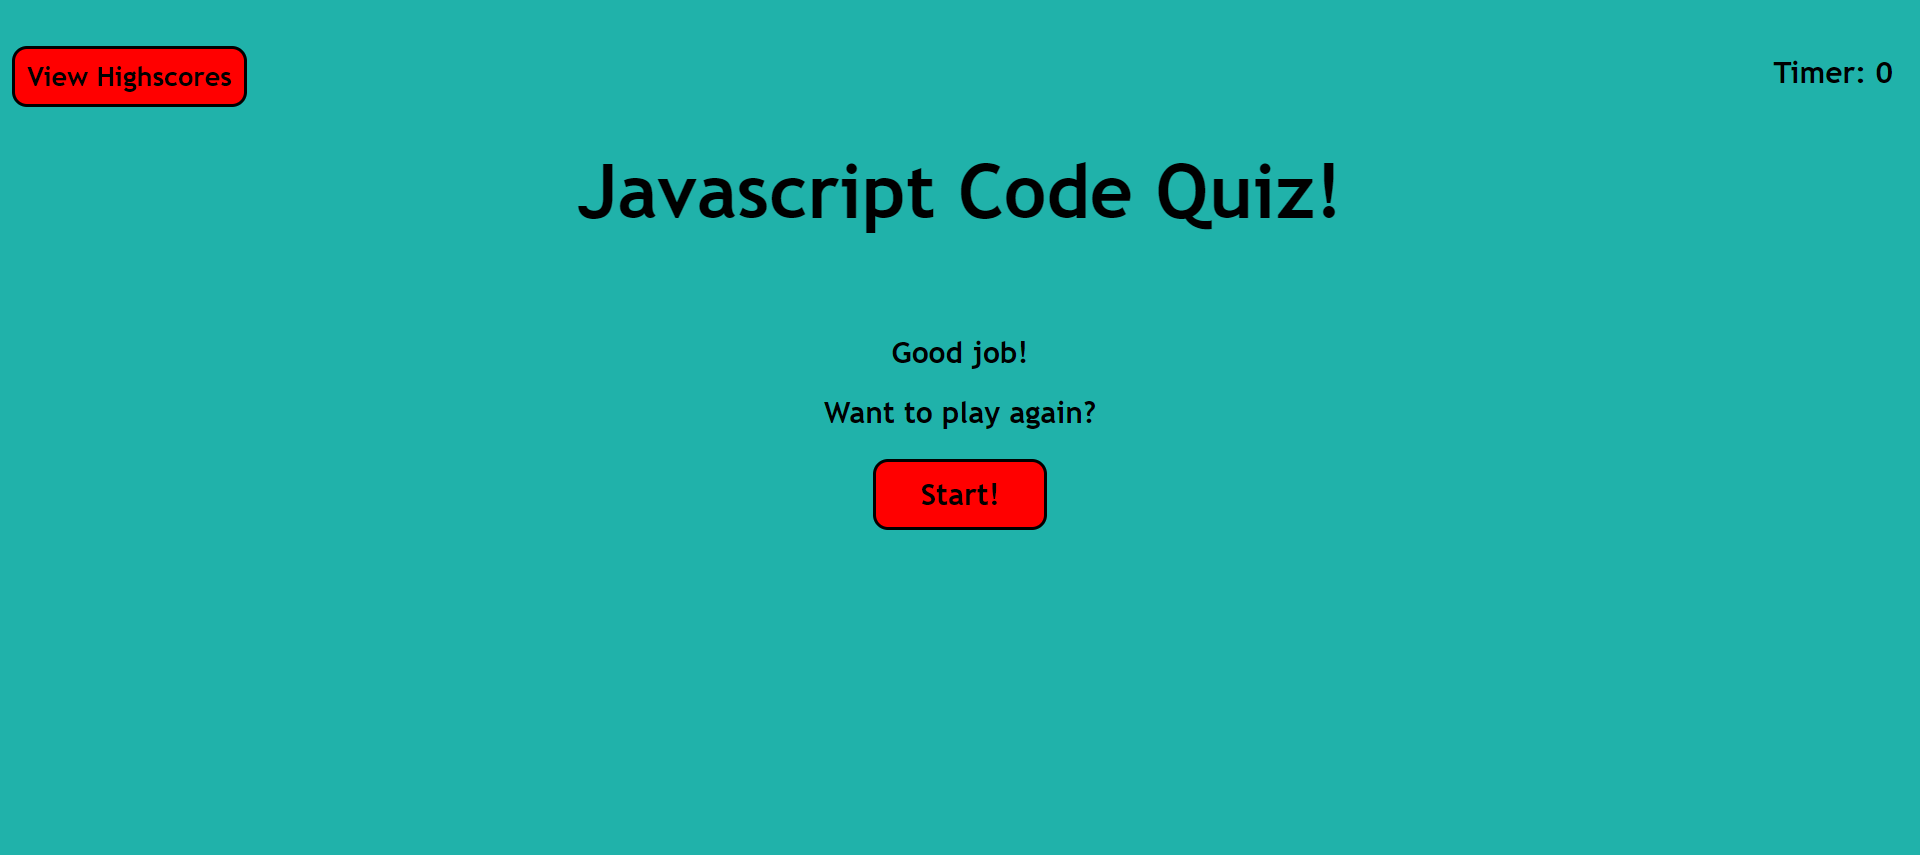 View Highscores
Timer: 0
Javascript Code Quiz!
Good job!
Want to play again?
Start!